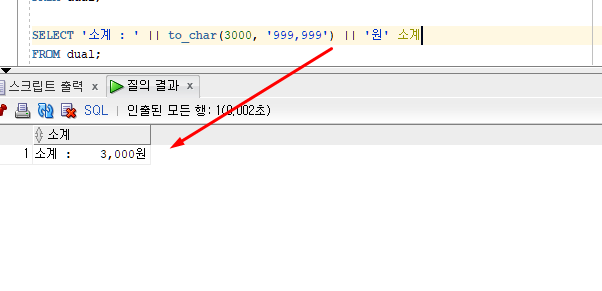 SELECT '소계 : ' || to_char(3000, '999,999') || '원' 소계
FROM dual;
스크립트 출력 x 질의 결과 x
SQL | 인출된 모든 행: 1(0,002초)
소계
1 소계 :    3,000원